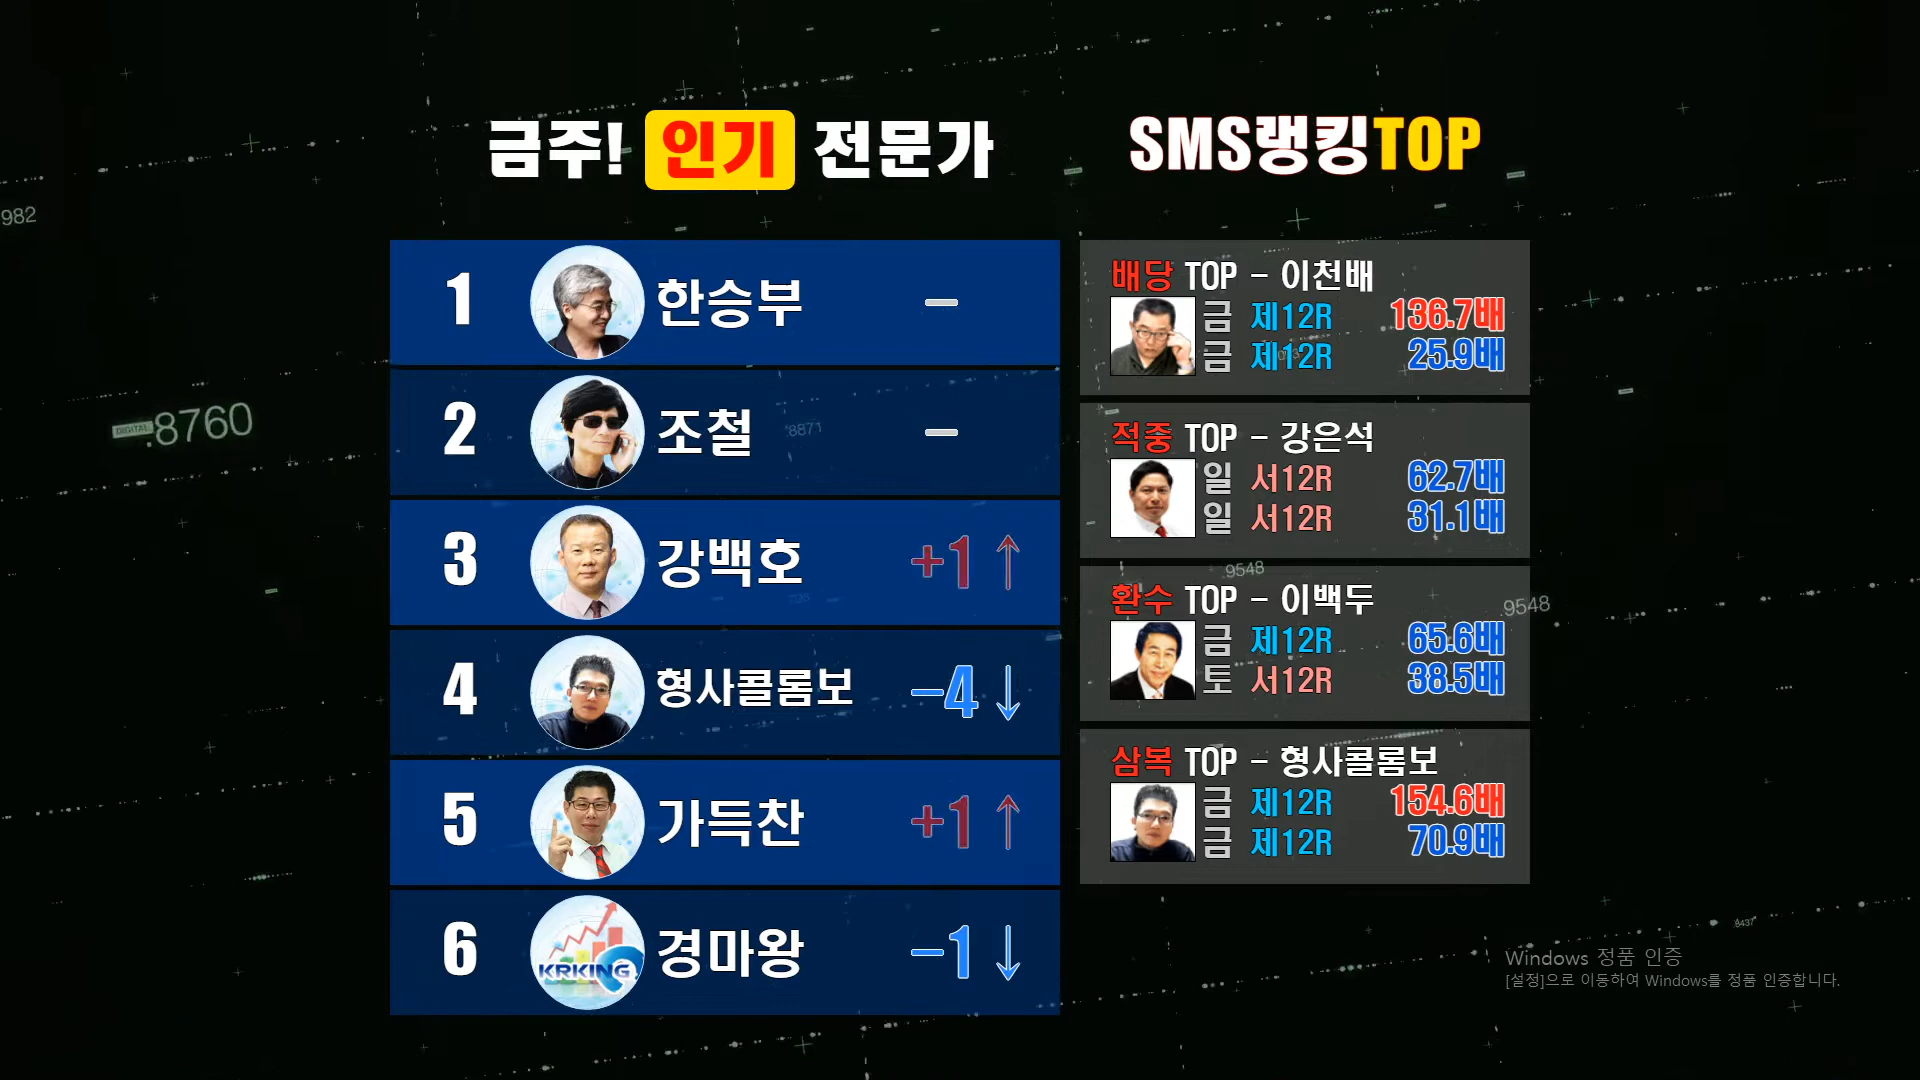 금주! 인기 전문가
1 한승부 –
2 조철 –
3 강백호 +1 ↑
4 형사콜롬보 –4 ↓
5 가득찬 +1 ↑
6 KRKING 경마왕 –1 ↓
SMS랭킹TOP
배당 TOP - 이천배
금 제12R 136.7배
금 제12R 25.9배
적중 TOP - 강은석
일 서12R 62.7배
일 서12R 31.1배
환수 TOP - 이백두
금 제12R 65.6배
토 서12R 38.5배
삼복 TOP - 형사콜롬보
금 제12R 154.6배
금 제12R 70.9배
982
DIGITAL .8760
.8871
.9548
.9548
.8437
Windows 정품 인증
[설정]으로 이동하여 Windows를 정품 인증합니다.